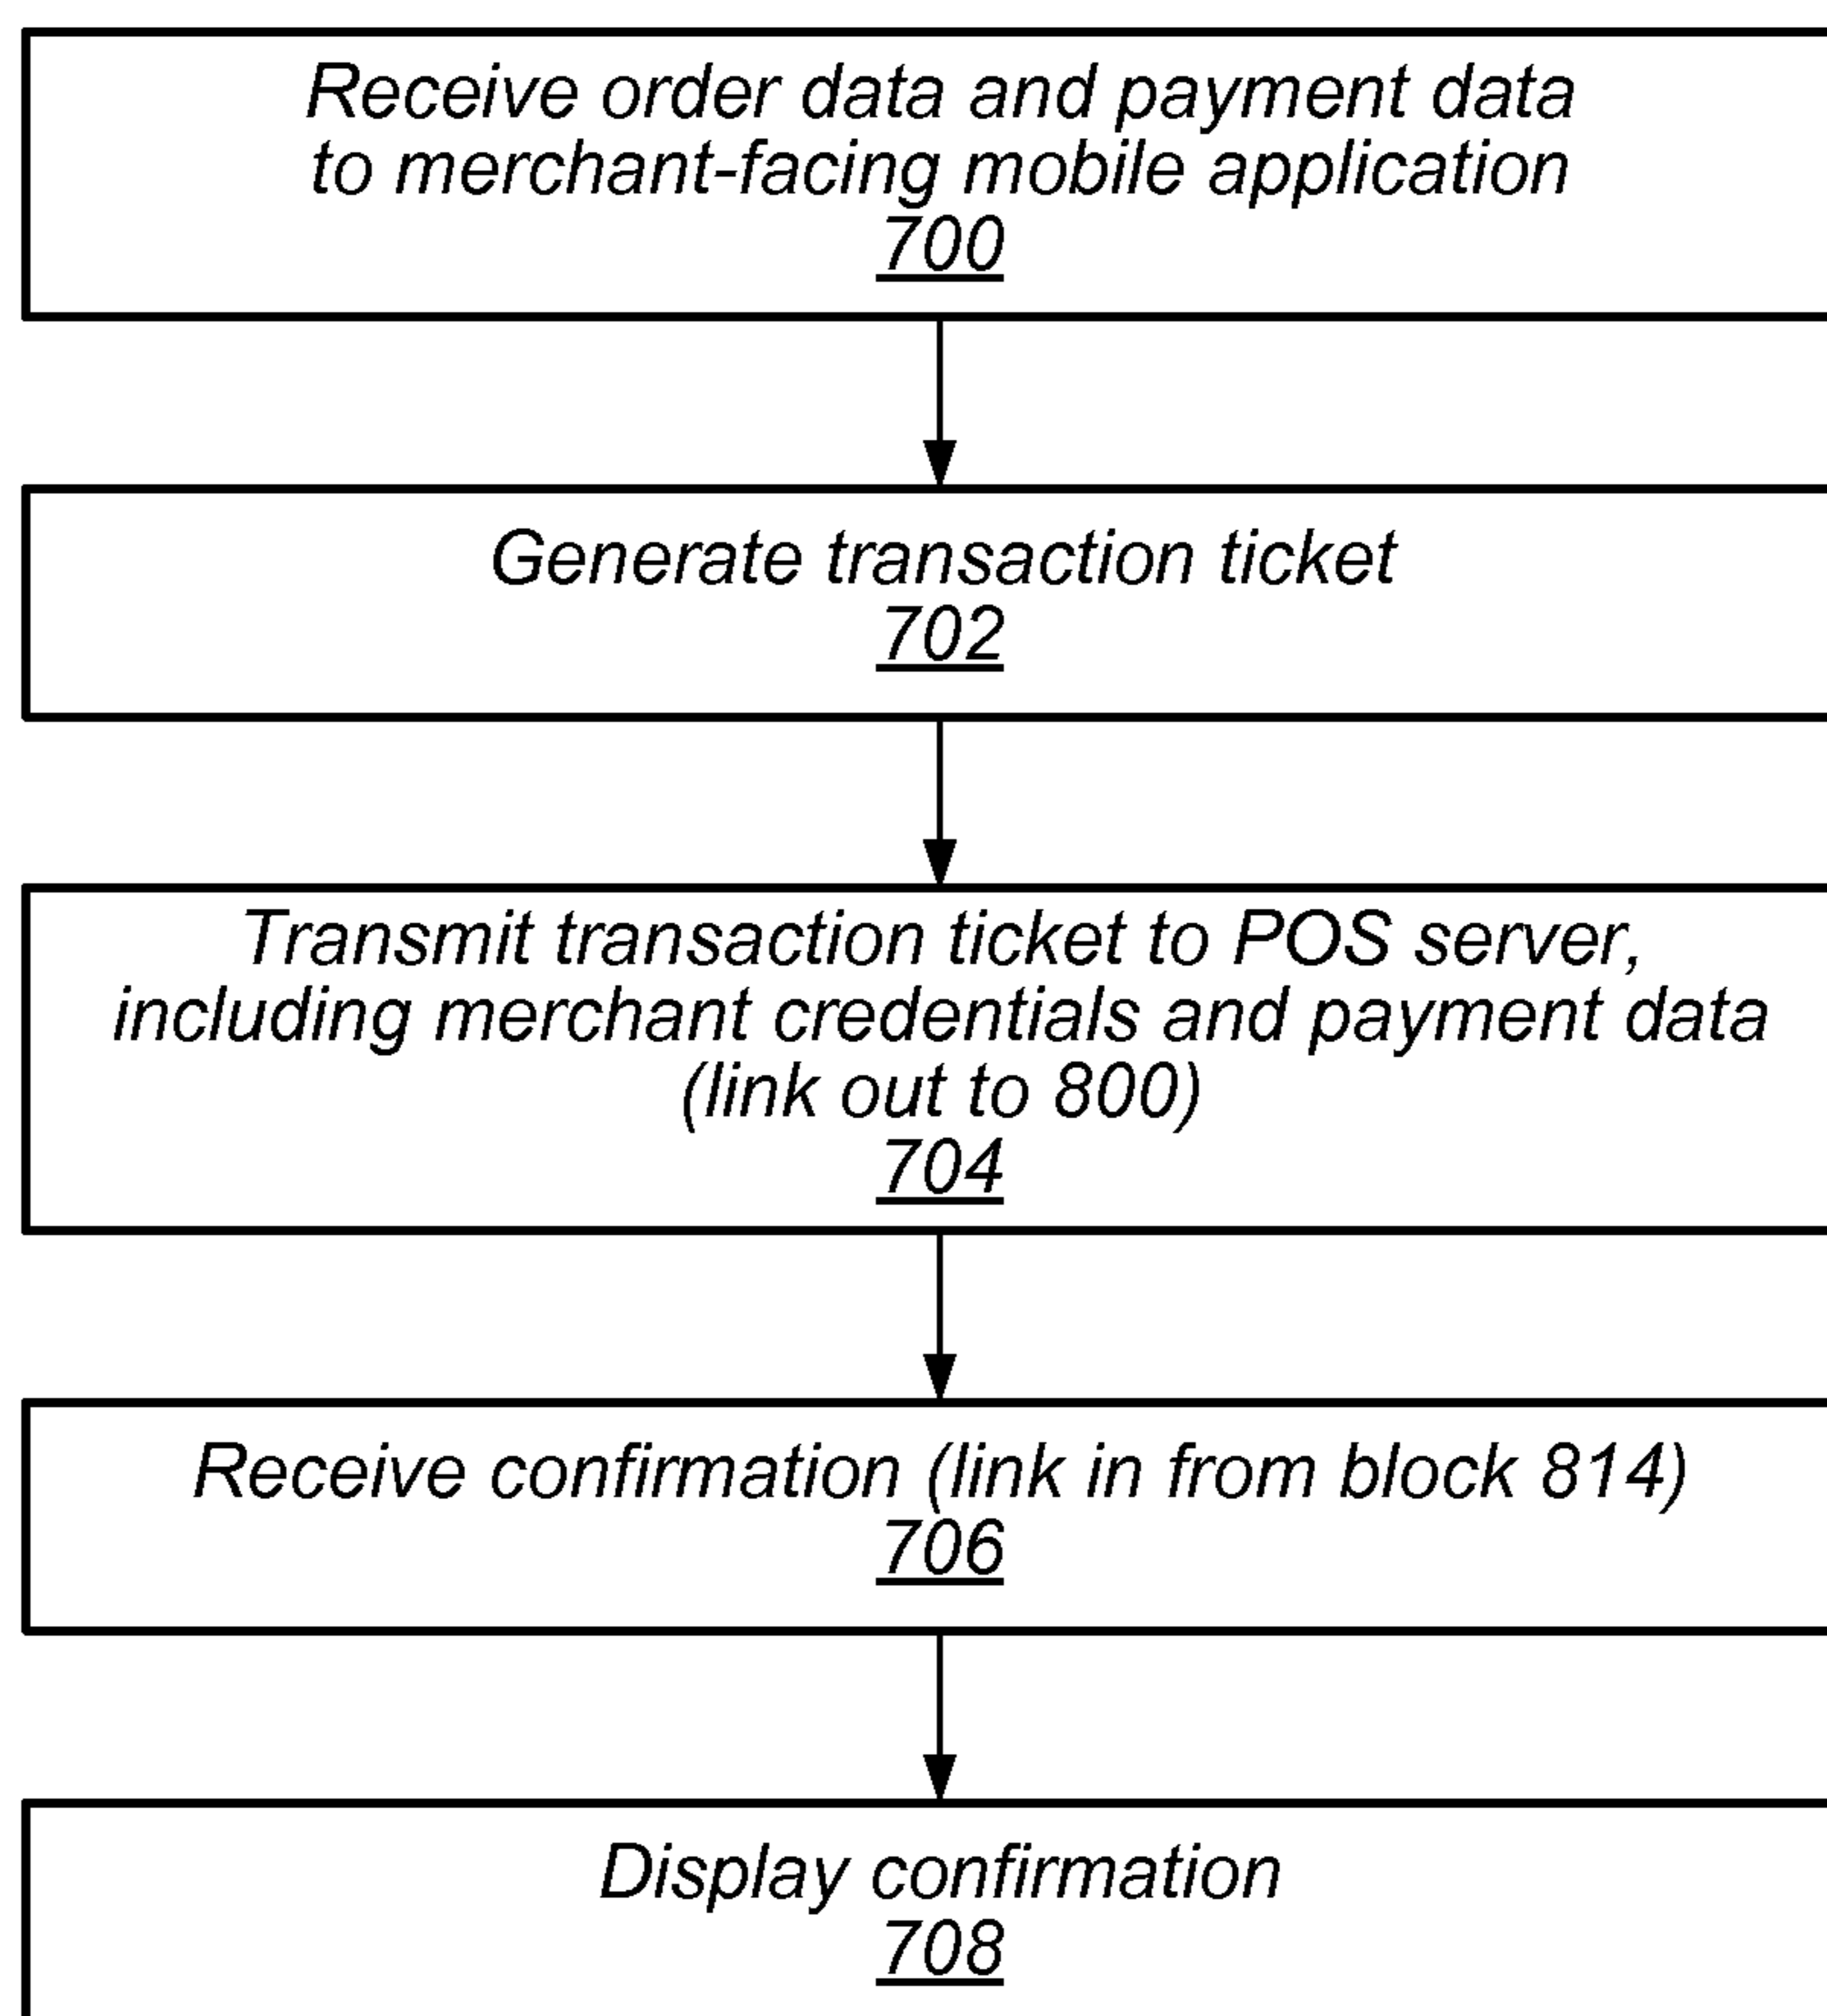 Receive order data and payment data
to merchant-facing mobile application
700
Generate transaction ticket
702
Transmit transaction ticket to POS server,
including merchant credentials and payment data
(link out to 800)
704
Receive confirmation (link in from block 814)
706
Display confirmation
708